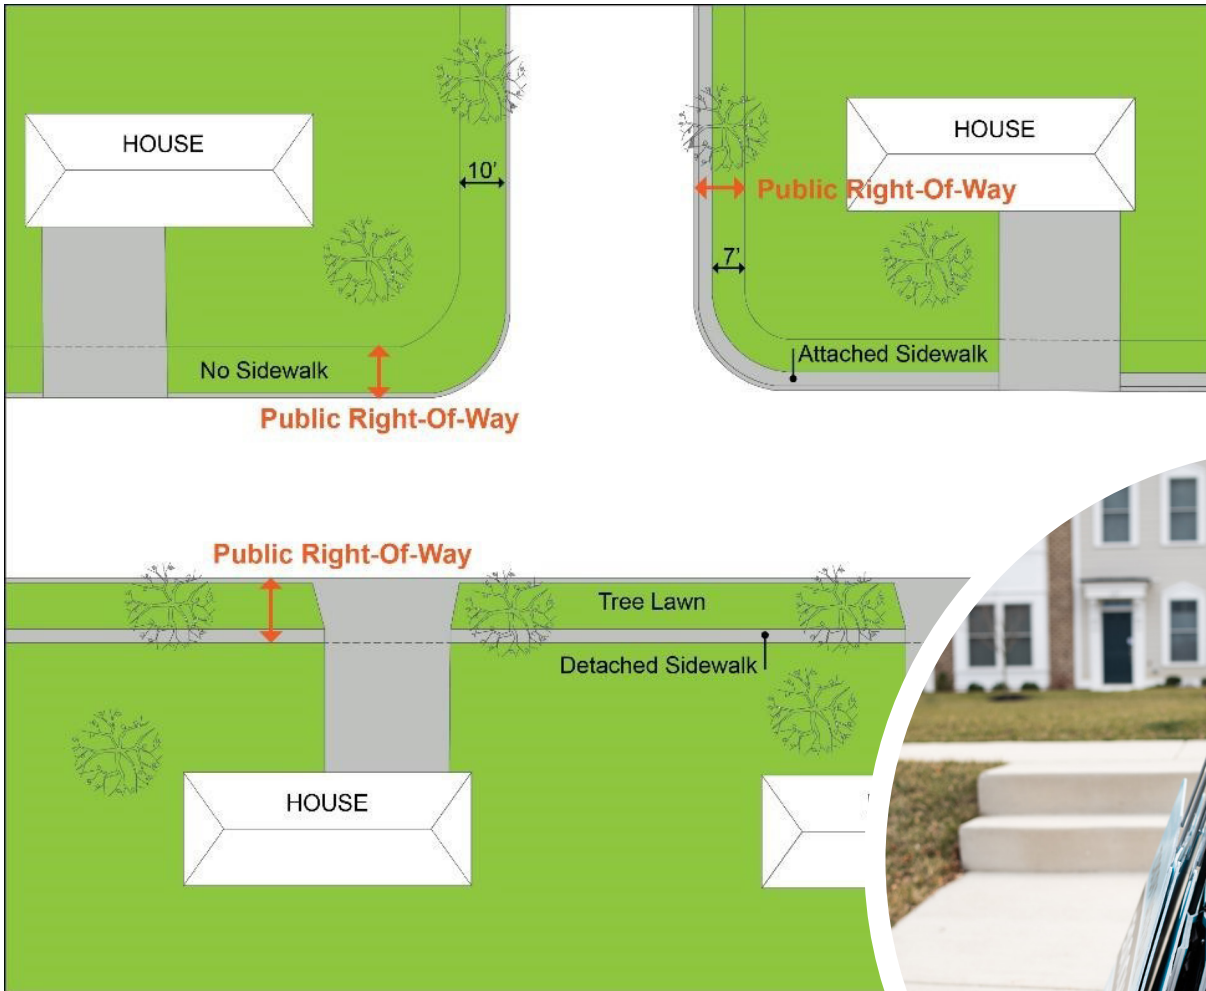 HOUSE
HOUSE
10'
Public Right-Of-Way
7'
Attached Sidewalk
No Sidewalk
Public Right-Of-Way
Public Right-Of-Way
Tree Lawn
Detached Sidewalk
HOUSE